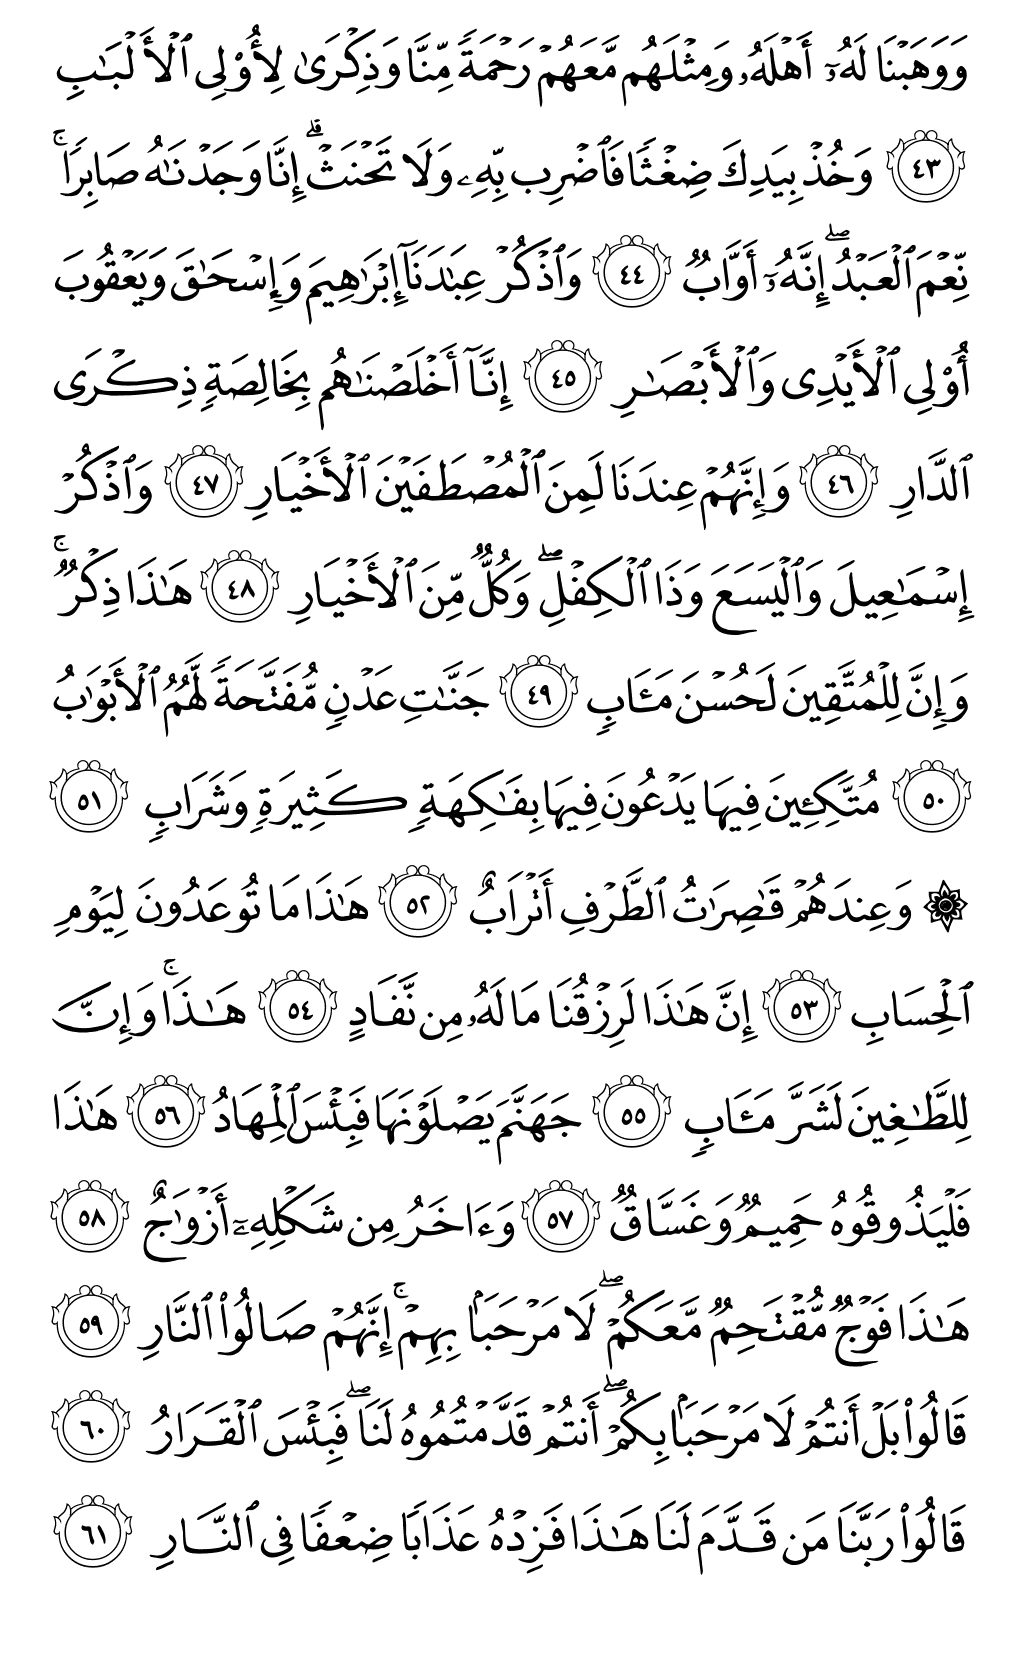 وَوَهَبْنَا لَهُۥٓ أَهْلَهُۥ وَمِثْلَهُم مَّعَهُمْ رَحْمَةً مِّنَّا وَذِكْرَىٰ لِأُو۟لِى ٱلْأَلْبَـٰبِ
٤٣ وَخُذْ بِيَدِكَ ضِغْثًا فَٱضْرِب بِّهِۦ وَلَا تَحْنَثْ ۗ إِنَّا وَجَدْنَـٰهُ صَابِرًا ۚ
نِّعْمَ ٱلْعَبْدُ ۖ إِنَّهُۥٓ أَوَّابٌ ٤٤ وَٱذْكُرْ عِبَـٰدَنَآ إِبْرَٰهِيمَ وَإِسْحَـٰقَ وَيَعْقُوبَ
أُو۟لِى ٱلْأَيْدِى وَٱلْأَبْصَـٰرِ ٤٥ إِنَّآ أَخْلَصْنَـٰهُم بِخَالِصَةٍ ذِكْرَى
ٱلدَّارِ ٤٦ وَإِنَّهُمْ عِندَنَا لَمِنَ ٱلْمُصْطَفَيْنَ ٱلْأَخْيَارِ ٤٧ وَٱذْكُرْ
إِسْمَـٰعِيلَ وَٱلْيَسَعَ وَذَا ٱلْكِفْلِ ۖ وَكُلٌّ مِّنَ ٱلْأَخْيَارِ ٤٨ هَـٰذَا ذِكْرٌ ۚ
وَإِنَّ لِلْمُتَّقِينَ لَحُسْنَ مَـَٔابٍ ٤٩ جَنَّـٰتِ عَدْنٍ مُّفَتَّحَةً لَّهُمُ ٱلْأَبْوَٰبُ
٥٠ مُتَّكِـِٔينَ فِيهَا يَدْعُونَ فِيهَا بِفَـٰكِهَةٍ كَثِيرَةٍ وَشَرَابٍ ٥١
۞ وَعِندَهُمْ قَـٰصِرَٰتُ ٱلطَّرْفِ أَتْرَابٌ ٥٢ هَـٰذَا مَا تُوعَدُونَ لِيَوْمِ
ٱلْحِسَابِ ٥٣ إِنَّ هَـٰذَا لَرِزْقُنَا مَا لَهُۥ مِن نَّفَادٍ ٥٤ هَـٰذَا ۚ وَإِنَّ
لِلطَّـٰغِينَ لَشَرَّ مَـَٔابٍ ٥٥ جَهَنَّمَ يَصْلَوْنَهَا فَبِئْسَ ٱلْمِهَادُ ٥٦ هَـٰذَا
فَلْيَذُوقُوهُ حَمِيمٌ وَغَسَّاقٌ ٥٧ وَءَاخَرُ مِن شَكْلِهِۦٓ أَزْوَٰجٌ ٥٨
هَـٰذَا فَوْجٌ مُّقْتَحِمٌ مَّعَكُمْ ۖ لَا مَرْحَبًۢا بِهِمْ ۚ إِنَّهُمْ صَالُوا۟ ٱلنَّارِ ٥٩
قَالُوا۟ بَلْ أَنتُمْ لَا مَرْحَبًۢا بِكُمْ ۖ أَنتُمْ قَدَّمْتُمُوهُ لَنَا ۖ فَبِئْسَ ٱلْقَرَارُ ٦٠
قَالُوا۟ رَبَّنَا مَن قَدَّمَ لَنَا هَـٰذَا فَزِدْهُ عَذَابًا ضِعْفًا فِى ٱلنَّارِ ٦١